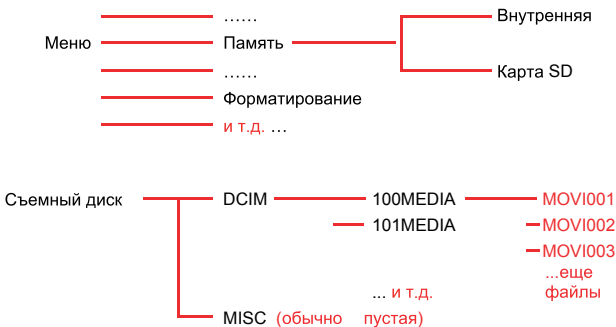 …… Внутренняя
Меню Память
…… Карта SD
Форматирование
и т.д. …
Съемный диск DCIM 100MEDIA MOVI001
101MEDIA MOVI002
MOVI003
...еще
... и т.д. файлы
MISC (обычно пустая)